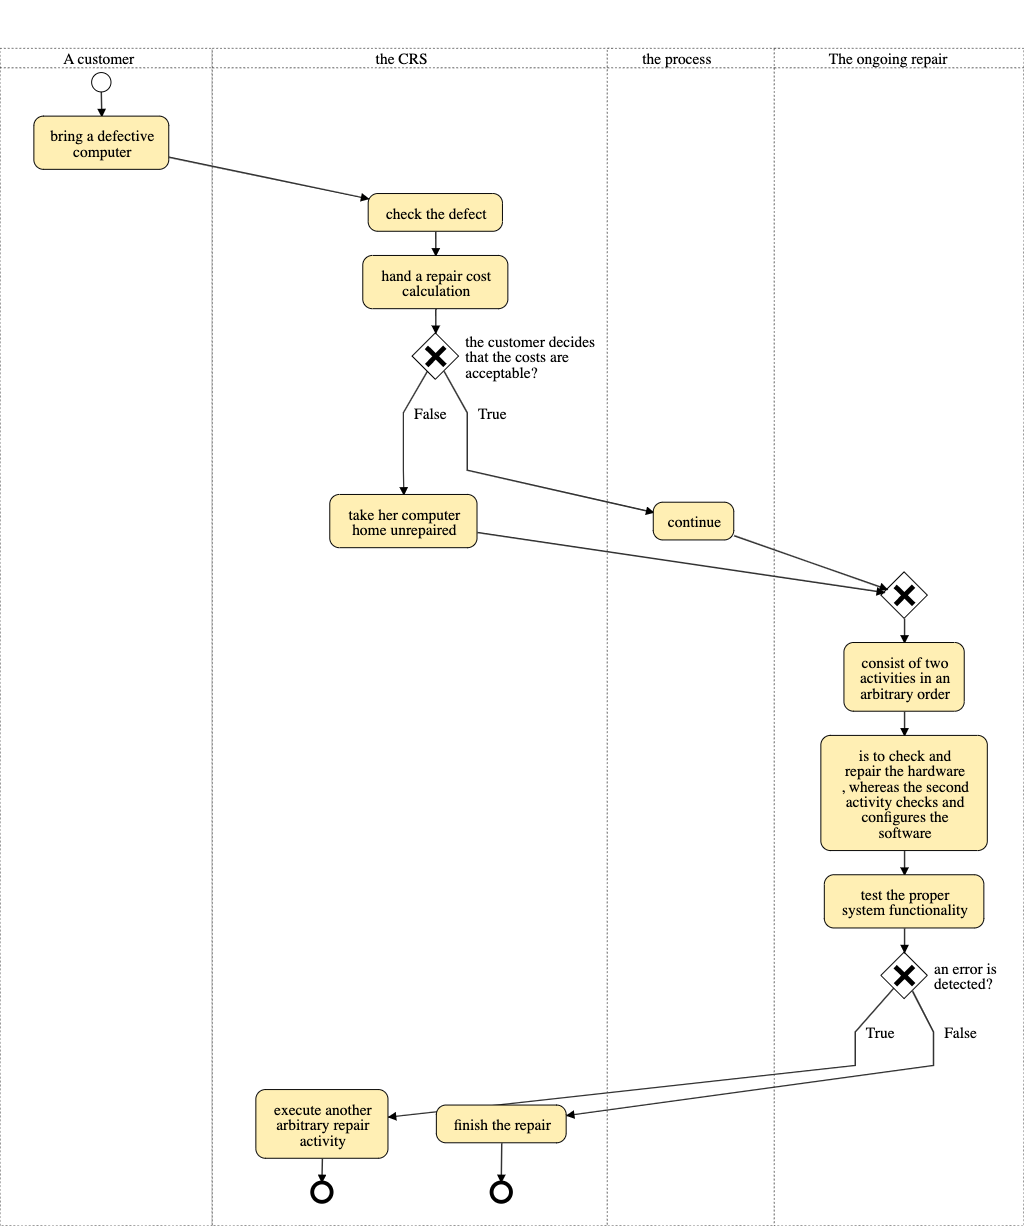 A customer
the CRS
the process
The ongoing repair
bring a defective
computer
check the defect
hand a repair cost
calculation
the customer decides
that the costs are
acceptable?
False
True
take her computer
home unrepaired
continue
consist of two
activities in an
arbitrary order
is to check and
repair the hardware
, whereas the second
activity checks and
configures the
software
test the proper
system functionality
an error is
detected?
True
False
execute another
arbitrary repair
activity
finish the repair